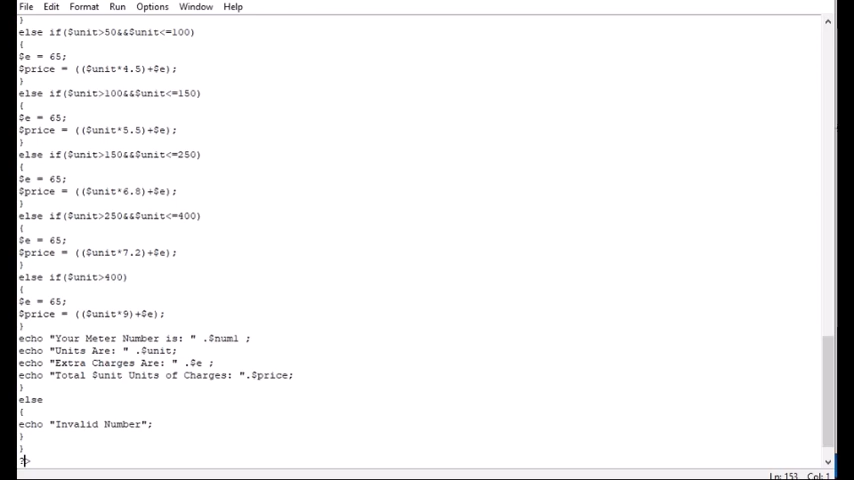 File Edit Format Run Options Window Help
}
else if($unit>50&&$unit<=100)
{
$e = 65;
$price = (($unit*4.5)+$e);
}
else if($unit>100&&$unit<=150)
{
$e = 65;
$price = (($unit*5.5)+$e);
}
else if($unit>150&&$unit<=250)
{
$e = 65;
$price = (($unit*6.8)+$e);
}
else if($unit>250&&$unit<=400)
{
$e = 65;
$price = (($unit*7.2)+$e);
}
else if($unit>400)
{
$e = 65;
$price = (($unit*9)+$e);
}
echo "Your Meter Number is: " .$num1 ;
echo "Units Are: " .$unit;
echo "Extra Charges Are: " .$e ;
echo "Total $unit Units of Charges: ".$price;
}
else
{
echo "Invalid Number";
}
}
?>
Ln: 153 Col: 1